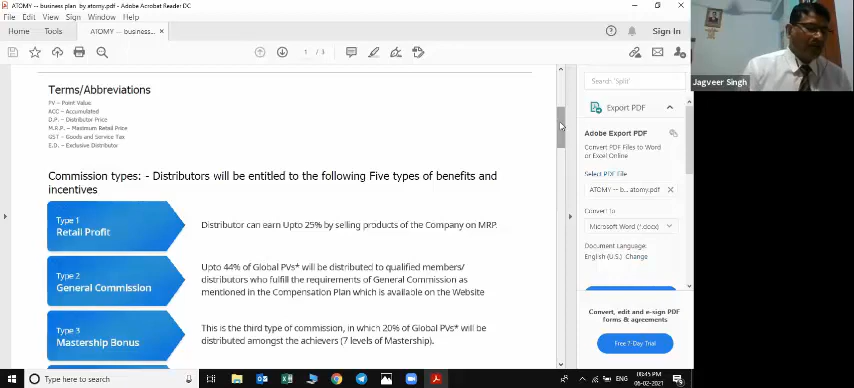 ATOMY -- business plan by atomy.pdf - Adobe Acrobat Reader DC
File Edit View Sign Window Help
Home Tools ATOMY -- business... ×
Sign In
1 / 3
Terms/Abbreviations
PV – Point Value
ACC – Accumulated
D.P. – Distributor Price
M.R.P. – Maximum Retail Price
GST – Goods and Service Tax
E.D. – Exclusive Distributor
Commission types: - Distributors will be entitled to the following Five types of benefits and
incentives
Type 1
Retail Profit
Distributor can earn Upto 25% by selling products of the Company on MRP.
Type 2
General Commission
Upto 44% of Global PVs* will be distributed to qualified members/
distributors who fulfill the requirements of General Commission as
mentioned in the Compensation Plan which is available on the Website
Type 3
Mastership Bonus
This is the third type of commission, in which 20% of Global PVs* will be
distributed amongst the achievers (7 levels of Mastership).
Search 'Split'
Export PDF
Adobe Export PDF
Convert PDF Files to Word
or Excel Online
Select PDF File
ATOMY -- b... atomy.pdf ×
Convert to
Microsoft Word (*.docx)
Document Language:
English (U.S.) Change
Convert, edit and e-sign PDF
forms & agreements
Free 7-Day Trial
Jagveer Singh
Type here to search
ENG
06-02-2021